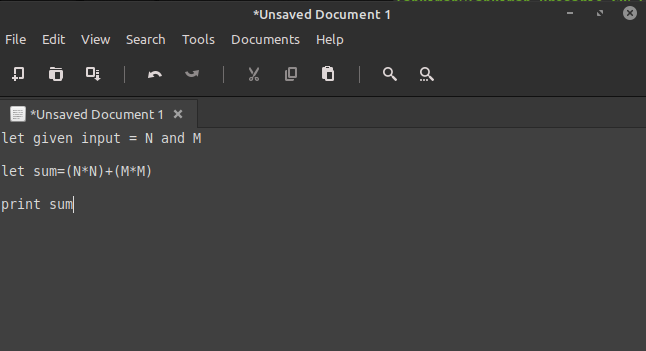 *Unsaved Document 1
File Edit View Search Tools Documents Help
*Unsaved Document 1
let given input = N and M
let sum=(N*N)+(M*M)
print sum